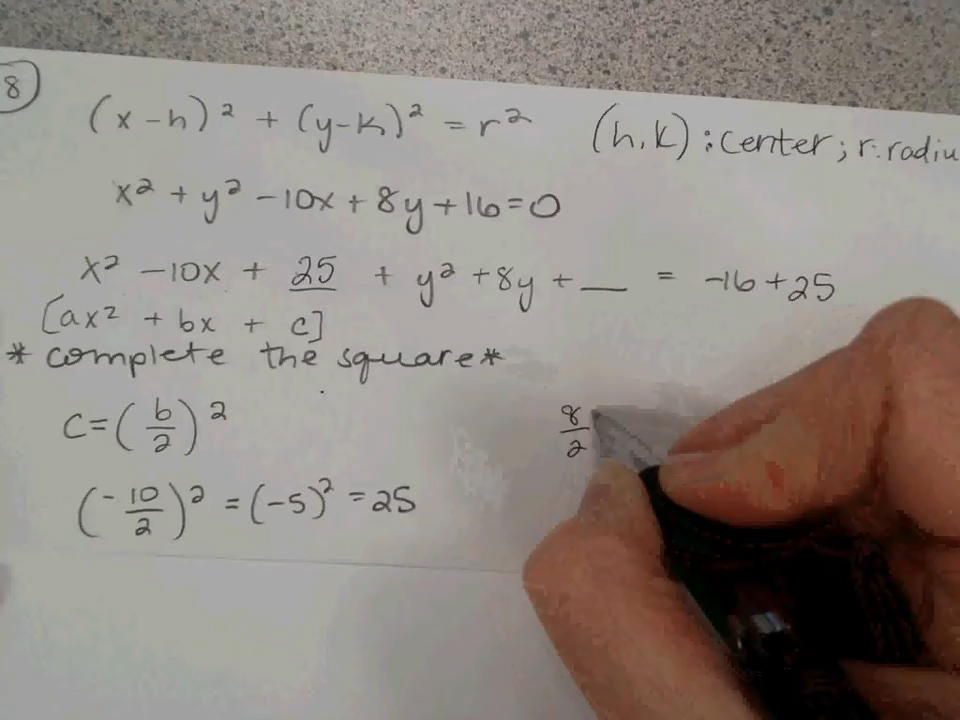 8
(x-h)² + (y-k)² = r² (h,k): center; r: radiu
x² + y² - 10x + 8y + 16 = 0
x² - 10x + 25 + y² + 8y + __ = -16 + 25
[ax² + bx + c]
* complete the square *
c = (b/2)²
8/2
(-10/2)² = (-5)² = 25